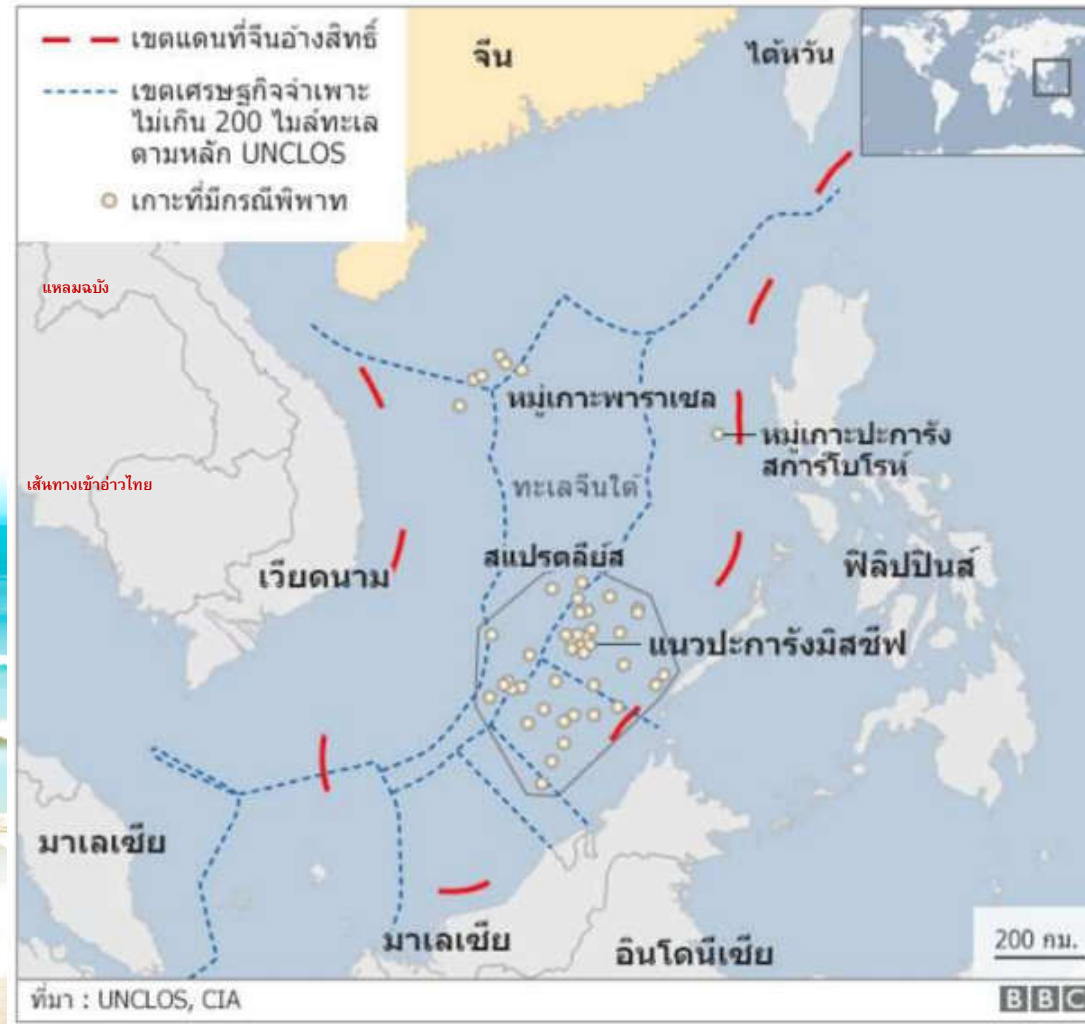 เขตแดนที่จีนอ้างสิทธิ์
เขตเศรษฐกิจจำเพาะ
ไม่เกิน 200 ไมล์ทะเล
ตามหลัก UNCLOS
เกาะที่มีกรณีพิพาท
จีน
ไต้หวัน
แหลมฉบัง
หมู่เกาะพาราเซล
หมู่เกาะปะการัง
สการ์โบโรห์
เส้นทางเข้าอ่าวไทย
ทะเลจีนใต้
สแปรตลีย์ส
เวียดนาม
ฟิลิปปินส์
แนวปะการังมิสชีฟ
มาเลเซีย
มาเลเซีย
อินโดนีเซีย
200 กม.
ที่มา : UNCLOS, CIA
BBC